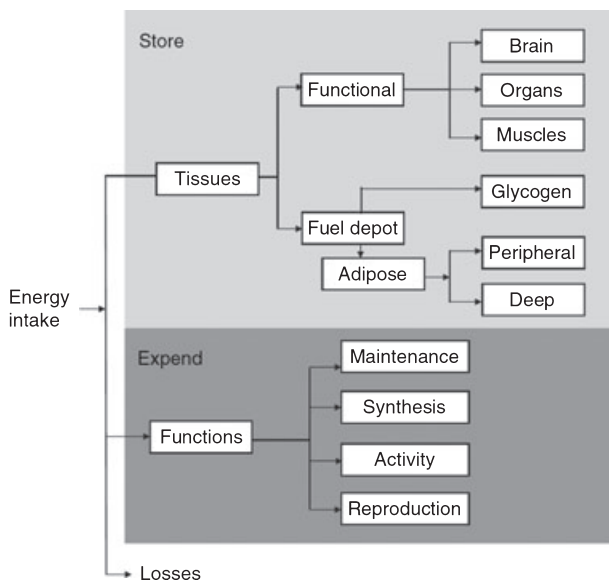 Store
Brain
Functional
Organs
Muscles
Tissues
Glycogen
Fuel depot
Peripheral
Adipose
Deep
Energy
intake
Expend
Maintenance
Synthesis
Functions
Activity
Reproduction
Losses